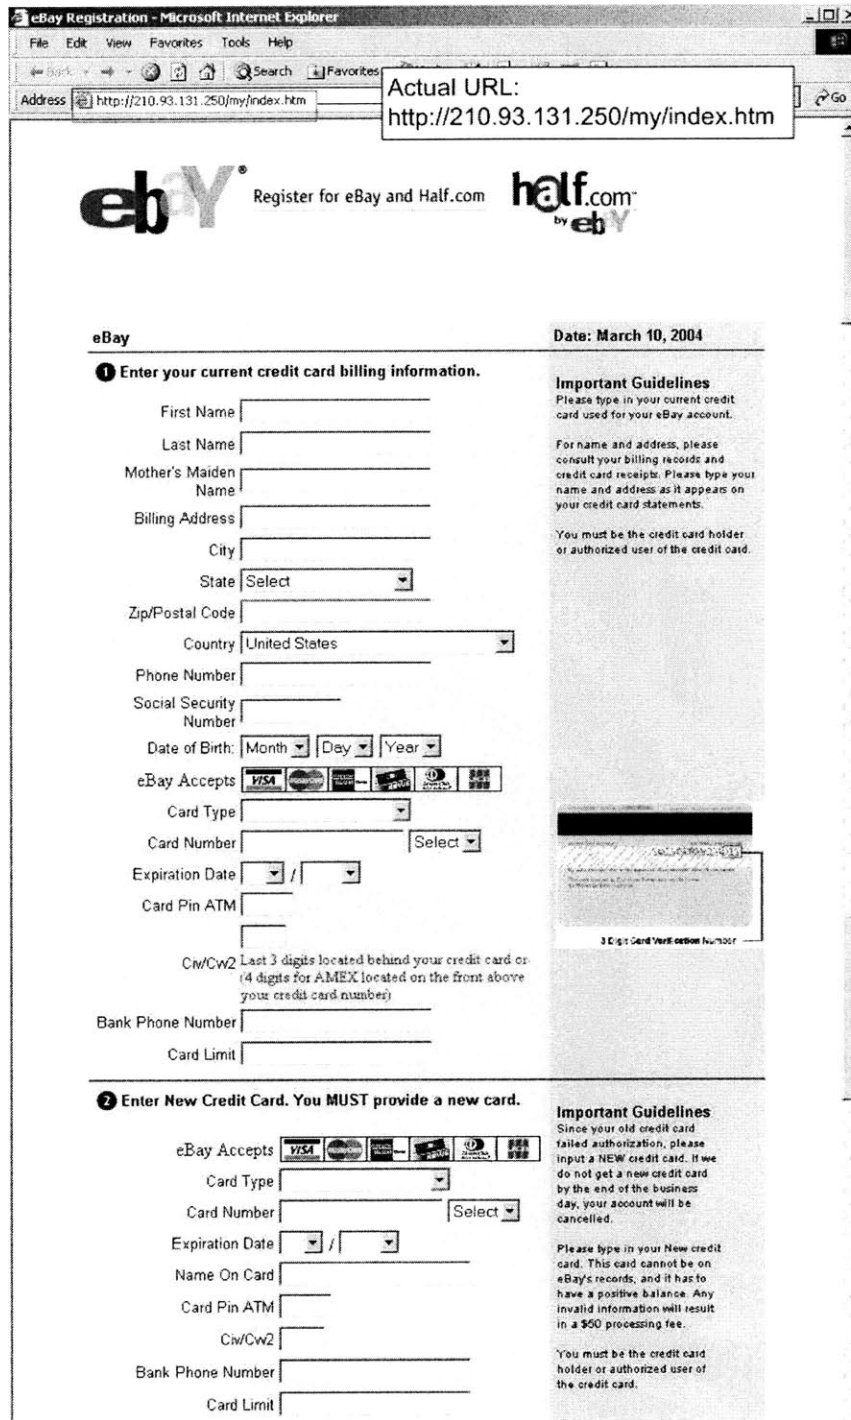 eBay Registration - Microsoft Internet Explorer
File Edit View Favorites Tools Help
Back Search Favorites
Address http://210.93.131.250/my/index.htm Go
Actual URL:
http://210.93.131.250/my/index.htm
ebaY® Register for eBay and Half.com half.com™
by ebaY
eBay Date: March 10, 2004
1 Enter your current credit card billing information.
First Name
Last Name
Mother's Maiden
Name
Billing Address
City
State Select
Zip/Postal Code
Country United States
Phone Number
Social Security
Number
Date of Birth: Month Day Year
eBay Accepts VISA MasterCard
Card Type
Card Number Select
Expiration Date /
Card Pin ATM
Civ/Cw2 Last 3 digits located behind your credit card or
(4 digits for AMEX located on the front above
your credit card number)
Bank Phone Number
Card Limit
Important Guidelines
Please type in your current credit
card used for your eBay account.
For name and address, please
consult your billing records and
credit card receipts. Please type your
name and address as it appears on
your credit card statements.
You must be the credit card holder
or authorized user of the credit card.
3 Digit Card Verification Number
2 Enter New Credit Card. You MUST provide a new card.
eBay Accepts VISA MasterCard
Card Type
Card Number Select
Expiration Date /
Name On Card
Card Pin ATM
Civ/Cw2
Bank Phone Number
Card Limit
Important Guidelines
Since your old credit card
failed authorization, please
input a NEW credit card. If we
do not get a new credit card
by the end of the business
day, your account will be
cancelled.
Please type in your New credit
card. This card cannot be on
eBay's records, and it has to
have a positive balance. Any
invalid information will result
in a $50 processing fee.
You must be the credit card
holder or authorized user of
the credit card.